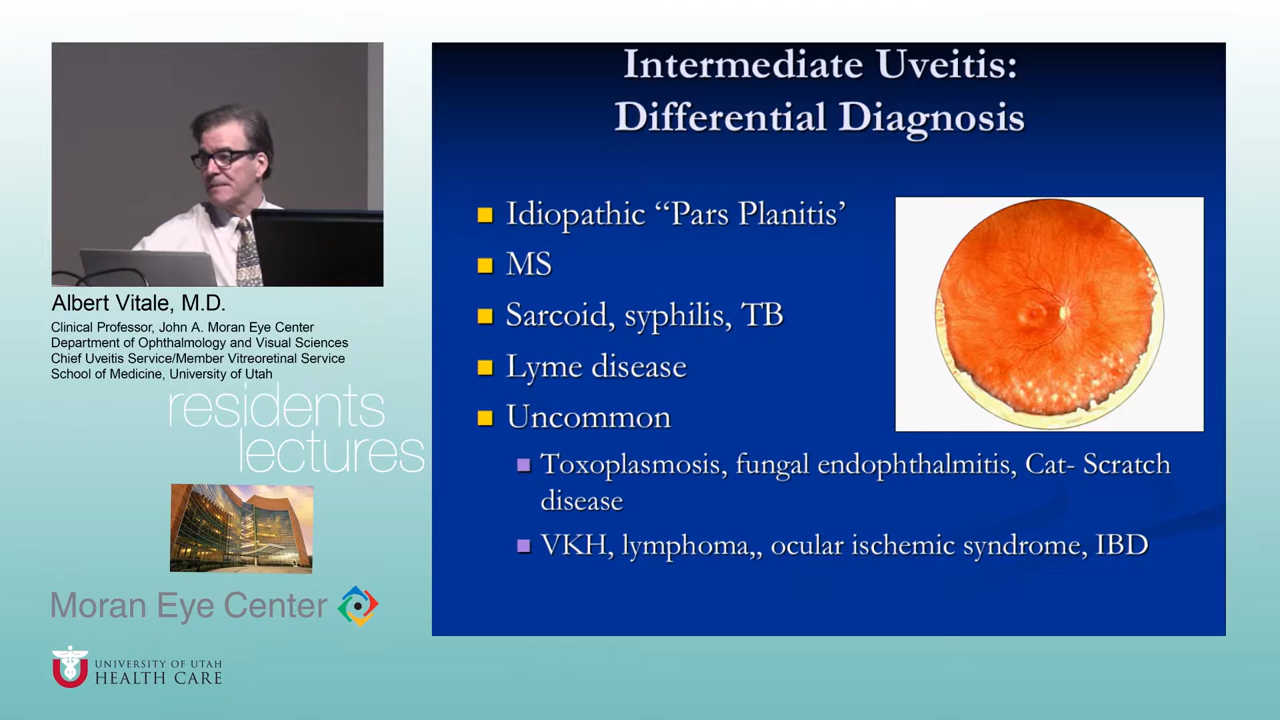 Intermediate Uveitis:
Differential Diagnosis
Idiopathic “Pars Planitis’
MS
Sarcoid, syphilis, TB
Lyme disease
Uncommon
Toxoplasmosis, fungal endophthalmitis, Cat- Scratch
disease
VKH, lymphoma,, ocular ischemic syndrome, IBD
Albert Vitale, M.D.
Clinical Professor, John A. Moran Eye Center
Department of Ophthalmology and Visual Sciences
Chief Uveitis Service/Member Vitreoretinal Service
School of Medicine, University of Utah
residents
lectures
Moran Eye Center
U
UNIVERSITY OF UTAH
HEALTH CARE